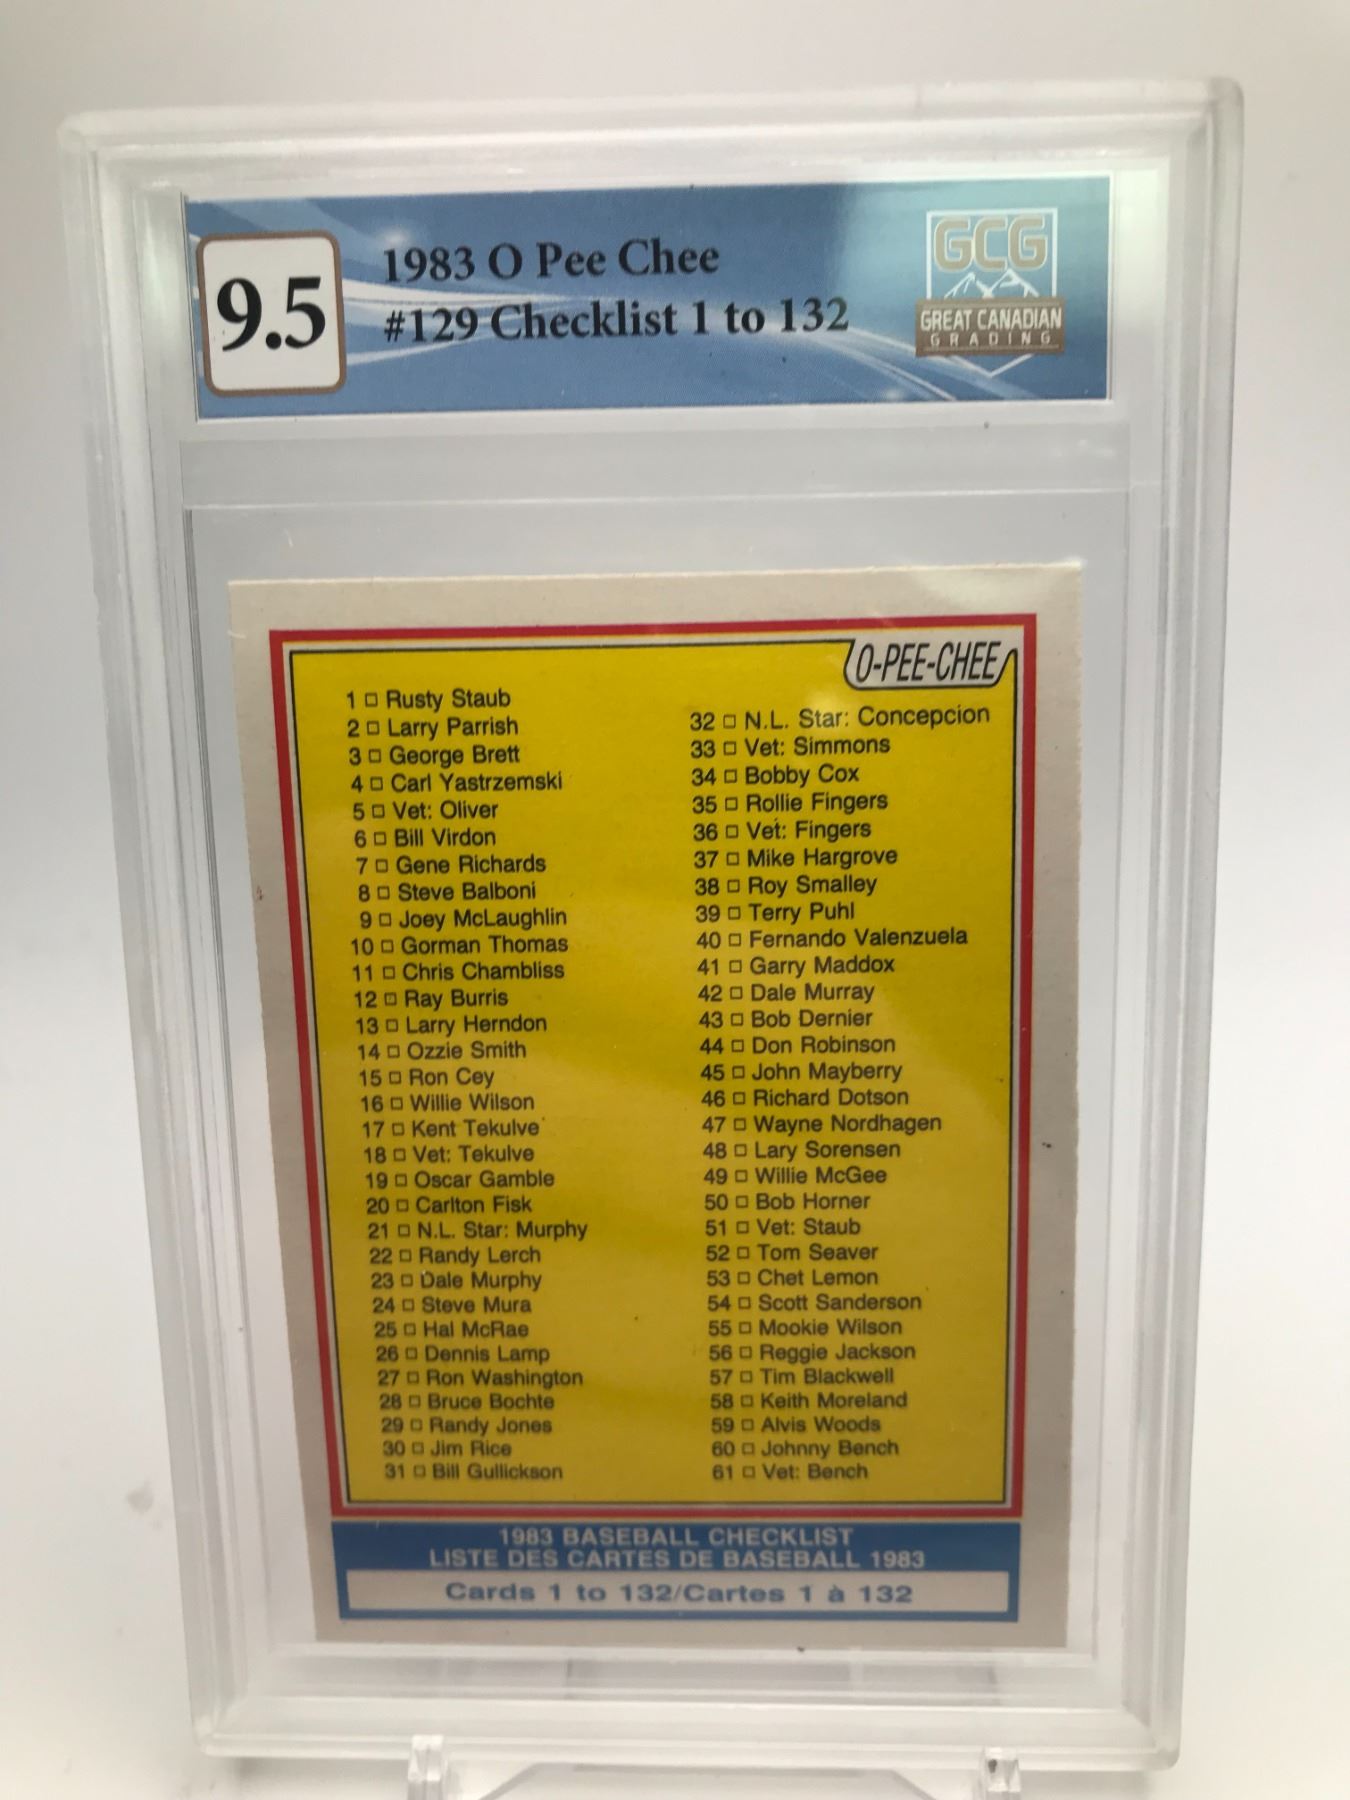 9.5
1983 O Pee Chee
#129 Checklist 1 to 132
GCG
GREAT CANADIAN
GRADING
O-PEE-CHEE
1 □ Rusty Staub
2 □ Larry Parrish
3 □ George Brett
4 □ Carl Yastrzemski
5 □ Vet: Oliver
6 □ Bill Virdon
7 □ Gene Richards
8 □ Steve Balboni
9 □ Joey McLaughlin
10 □ Gorman Thomas
11 □ Chris Chambliss
12 □ Ray Burris
13 □ Larry Herndon
14 □ Ozzie Smith
15 □ Ron Cey
16 □ Willie Wilson
17 □ Kent Tekulve
18 □ Vet: Tekulve
19 □ Oscar Gamble
20 □ Carlton Fisk
21 □ N.L. Star: Murphy
22 □ Randy Lerch
23 □ Dale Murphy
24 □ Steve Mura
25 □ Hal McRae
26 □ Dennis Lamp
27 □ Ron Washington
28 □ Bruce Bochte
29 □ Randy Jones
30 □ Jim Rice
31 □ Bill Gullickson
32 □ N.L. Star: Concepcion
33 □ Vet: Simmons
34 □ Bobby Cox
35 □ Rollie Fingers
36 □ Vet: Fingers
37 □ Mike Hargrove
38 □ Roy Smalley
39 □ Terry Puhl
40 □ Fernando Valenzuela
41 □ Garry Maddox
42 □ Dale Murray
43 □ Bob Dernier
44 □ Don Robinson
45 □ John Mayberry
46 □ Richard Dotson
47 □ Wayne Nordhagen
48 □ Lary Sorensen
49 □ Willie McGee
50 □ Bob Horner
51 □ Vet: Staub
52 □ Tom Seaver
53 □ Chet Lemon
54 □ Scott Sanderson
55 □ Mookie Wilson
56 □ Reggie Jackson
57 □ Tim Blackwell
58 □ Keith Moreland
59 □ Alvis Woods
60 □ Johnny Bench
61 □ Vet: Bench
1983 BASEBALL CHECKLIST
LISTE DES CARTES DE BASEBALL 1983
Cards 1 to 132/Cartes 1 à 132